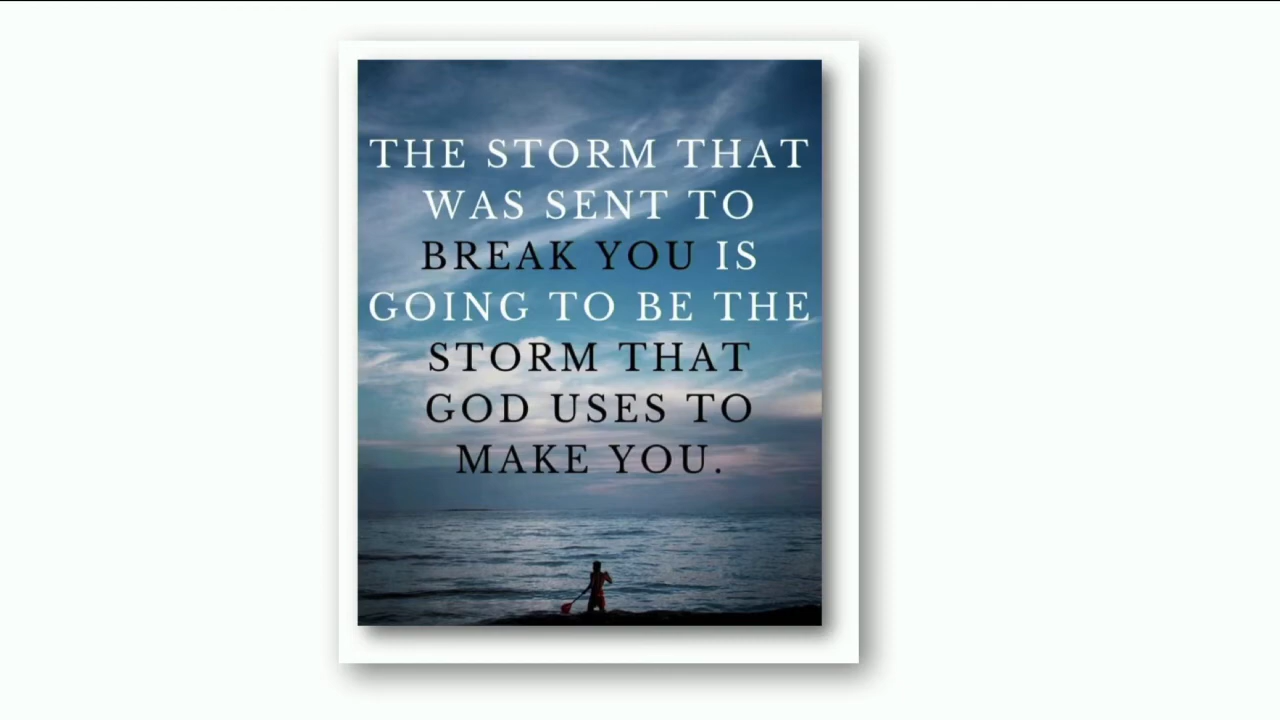 THE STORM THAT
WAS SENT TO
BREAK YOU IS
GOING TO BE THE
STORM THAT
GOD USES TO
MAKE YOU.